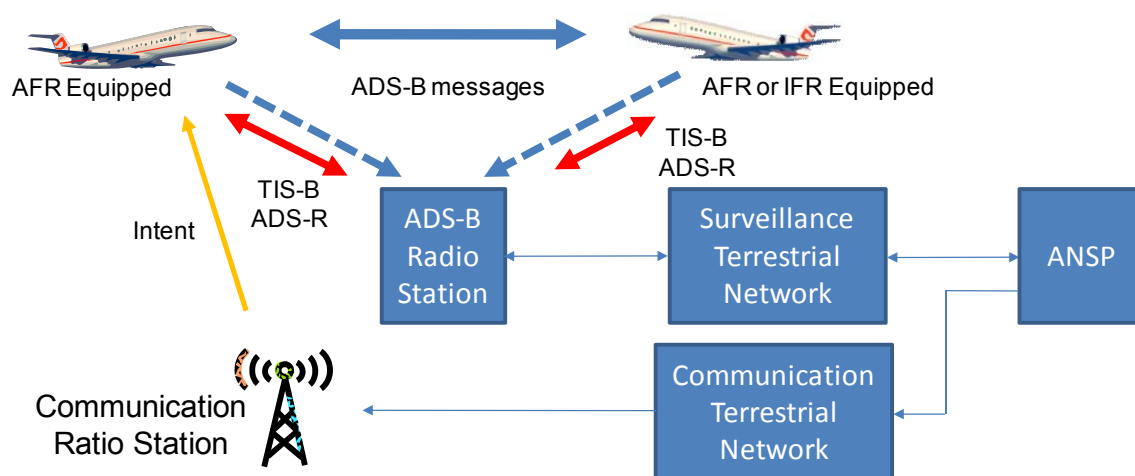 AFR Equipped
ADS-B messages
AFR or IFR Equipped
TIS-B
ADS-R
TIS-B
ADS-R
Intent
ADS-B
Radio
Station
Surveillance
Terrestrial
Network
ANSP
Communication
Ratio Station
Communication
Terrestrial
Network